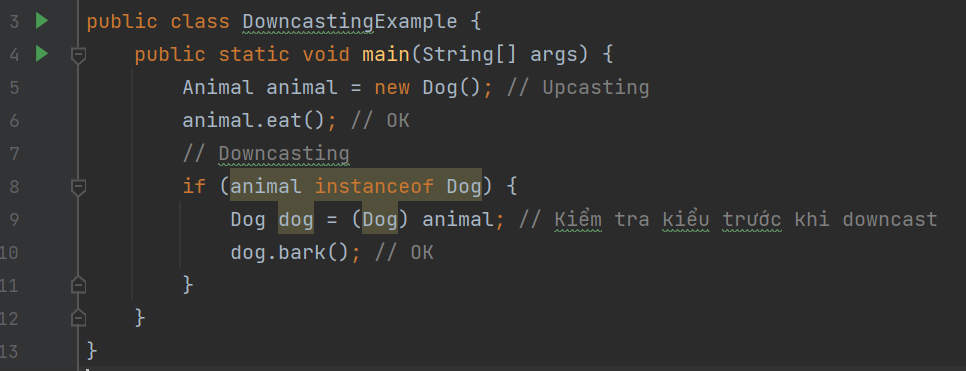 3 public class DowncastingExample {
4 public static void main(String[] args) {
5 Animal animal = new Dog(); // Upcasting
6 animal.eat(); // OK
7 // Downcasting
8 if (animal instanceof Dog) {
9 Dog dog = (Dog) animal; // Kiểm tra kiểu trước khi downcast
10 dog.bark(); // OK
11 }
12 }
13 }